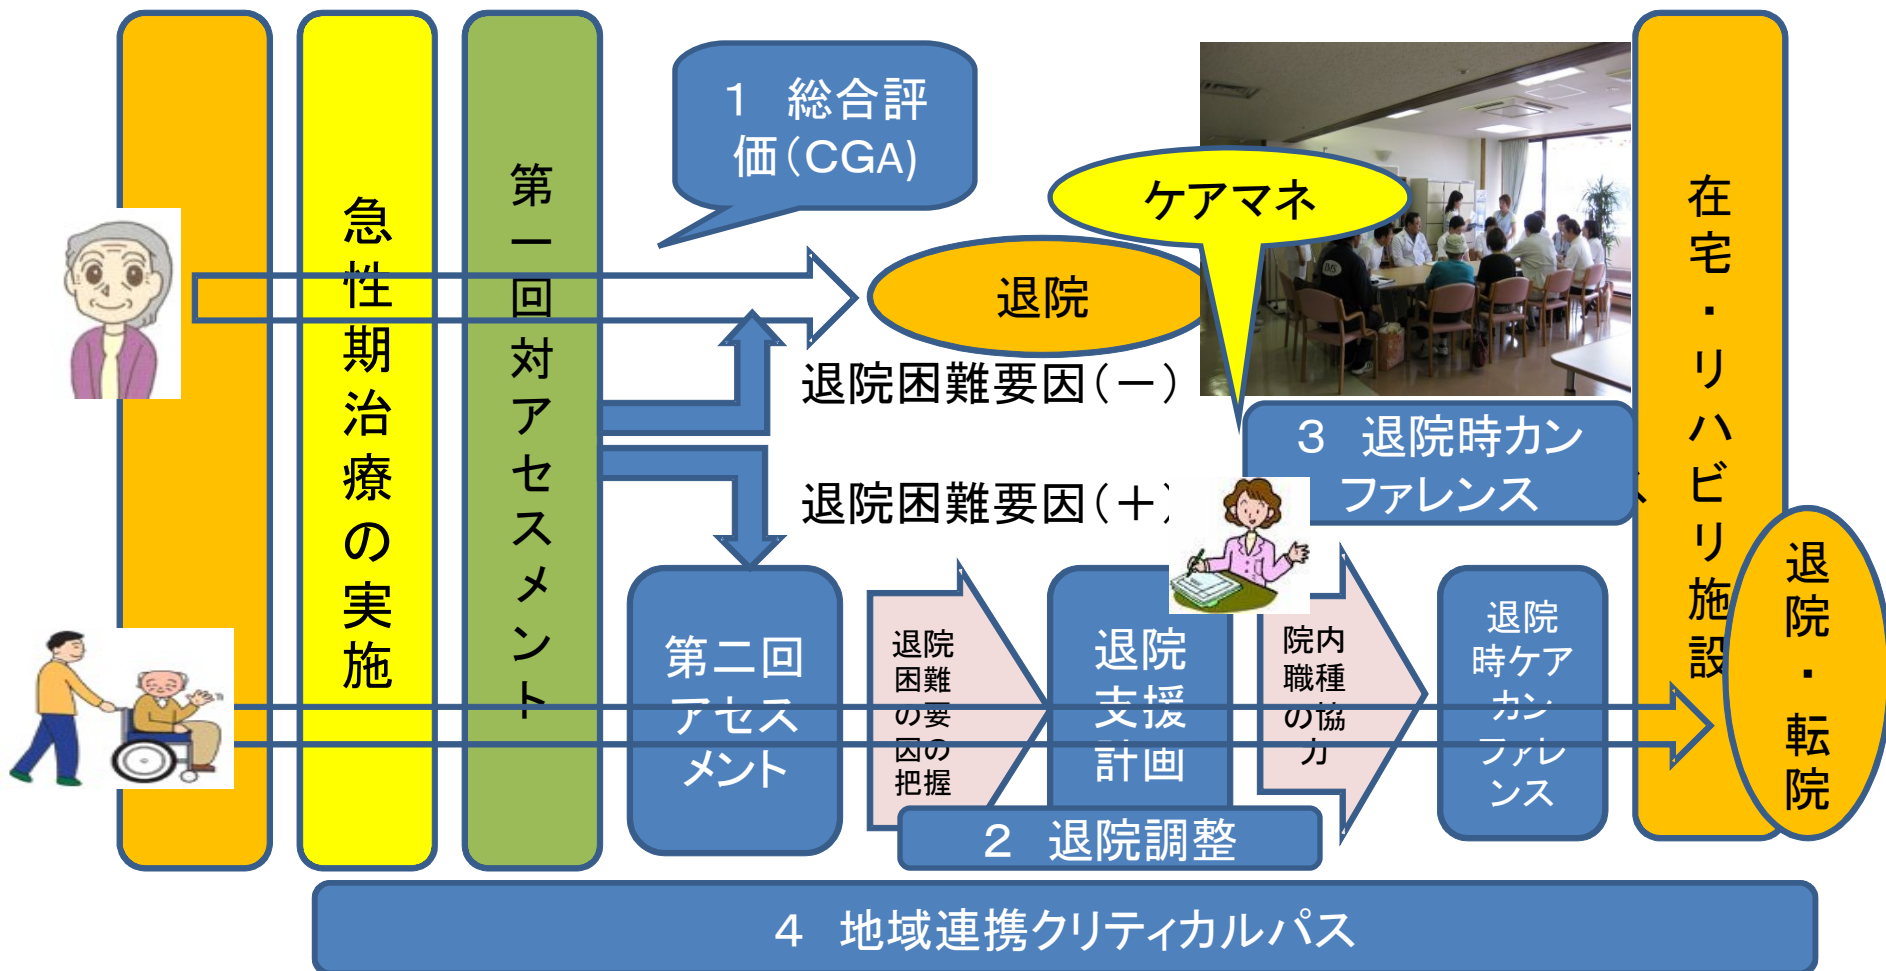 急性期治療の実施
第一回対アセスメント
１　総合評
価（CGA)
ケアマネ
退院
退院困難要因（－）
退院困難要因（＋）
３　退院時カン
ファレンス
第二回
アセス
メント
退院
困難
の要
因の
把握
退院
支援
計画
院内
職種
の協
力
退院
時ケア
カン
ファレ
ンス
在宅・リハビリ施設
退院・転院
２　退院調整
４　地域連携クリティカルパス